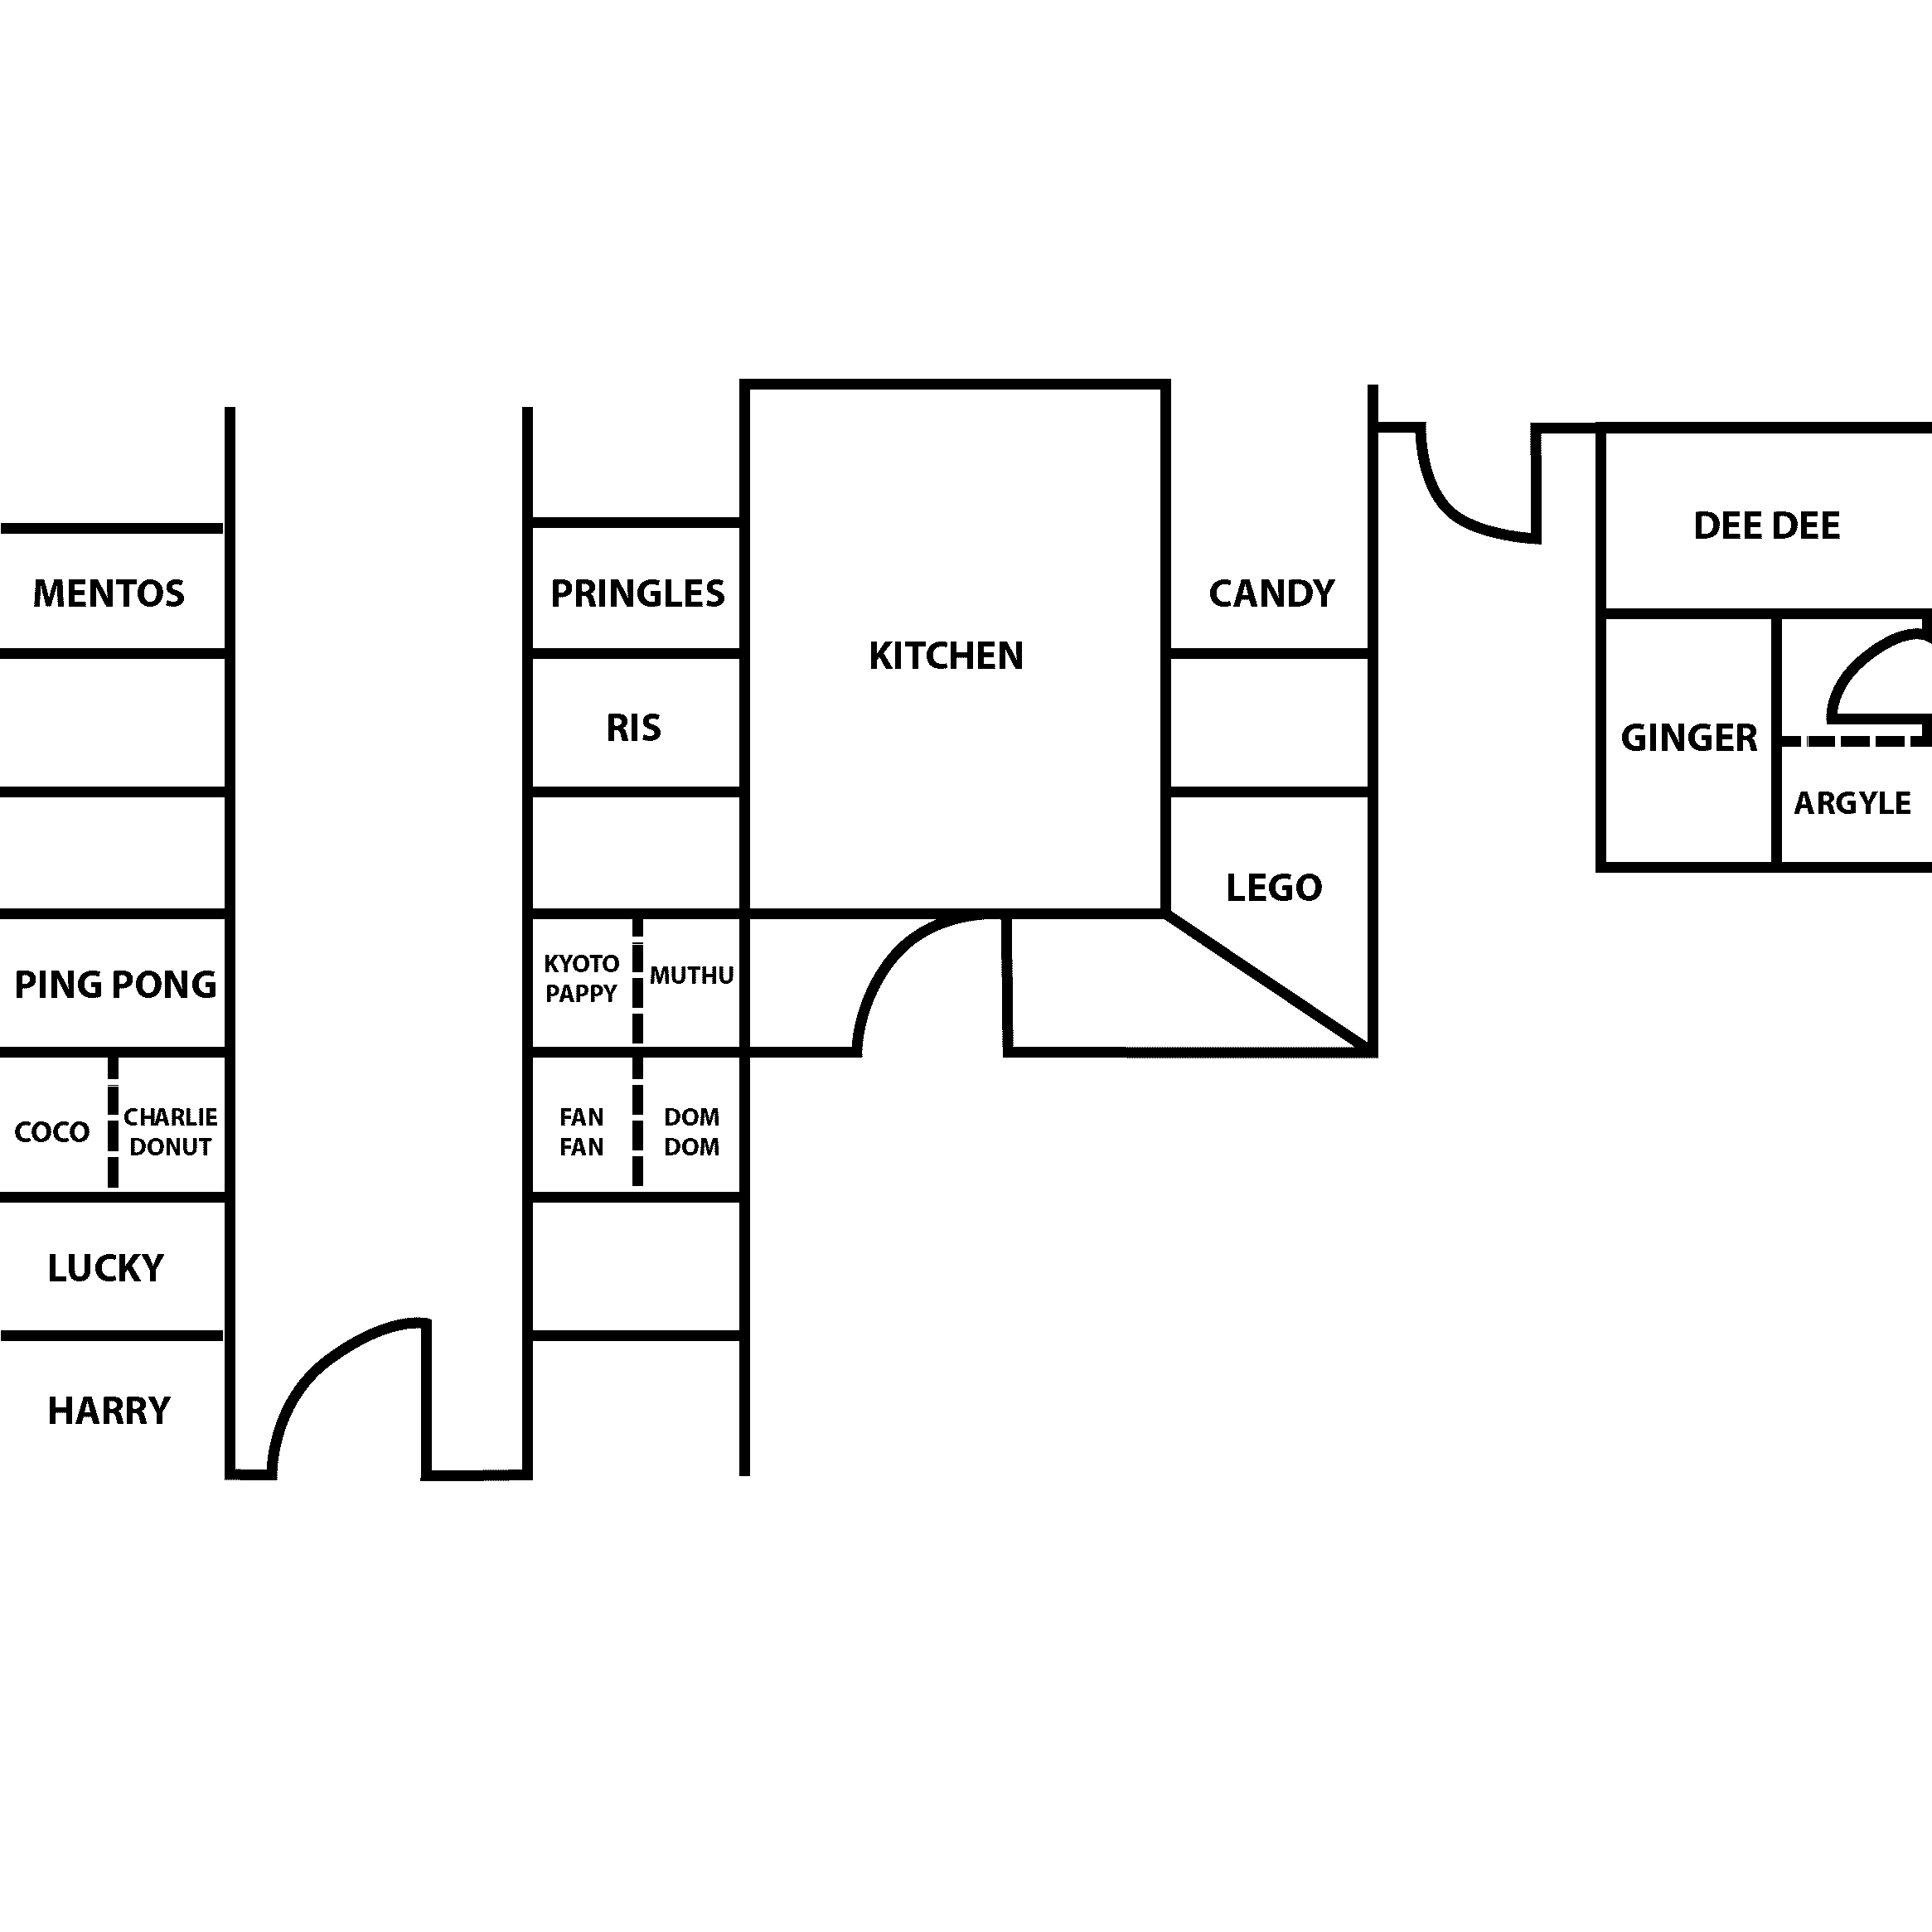 DEE DEE
MENTOS
PRINGLES
CANDY
KITCHEN
RIS
GINGER
ARGYLE
LEGO
PING PONG
KYOTO
PAPPY
MUTHU
COCO
CHARLIE
DONUT
FAN
FAN
DOM
DOM
LUCKY
HARRY